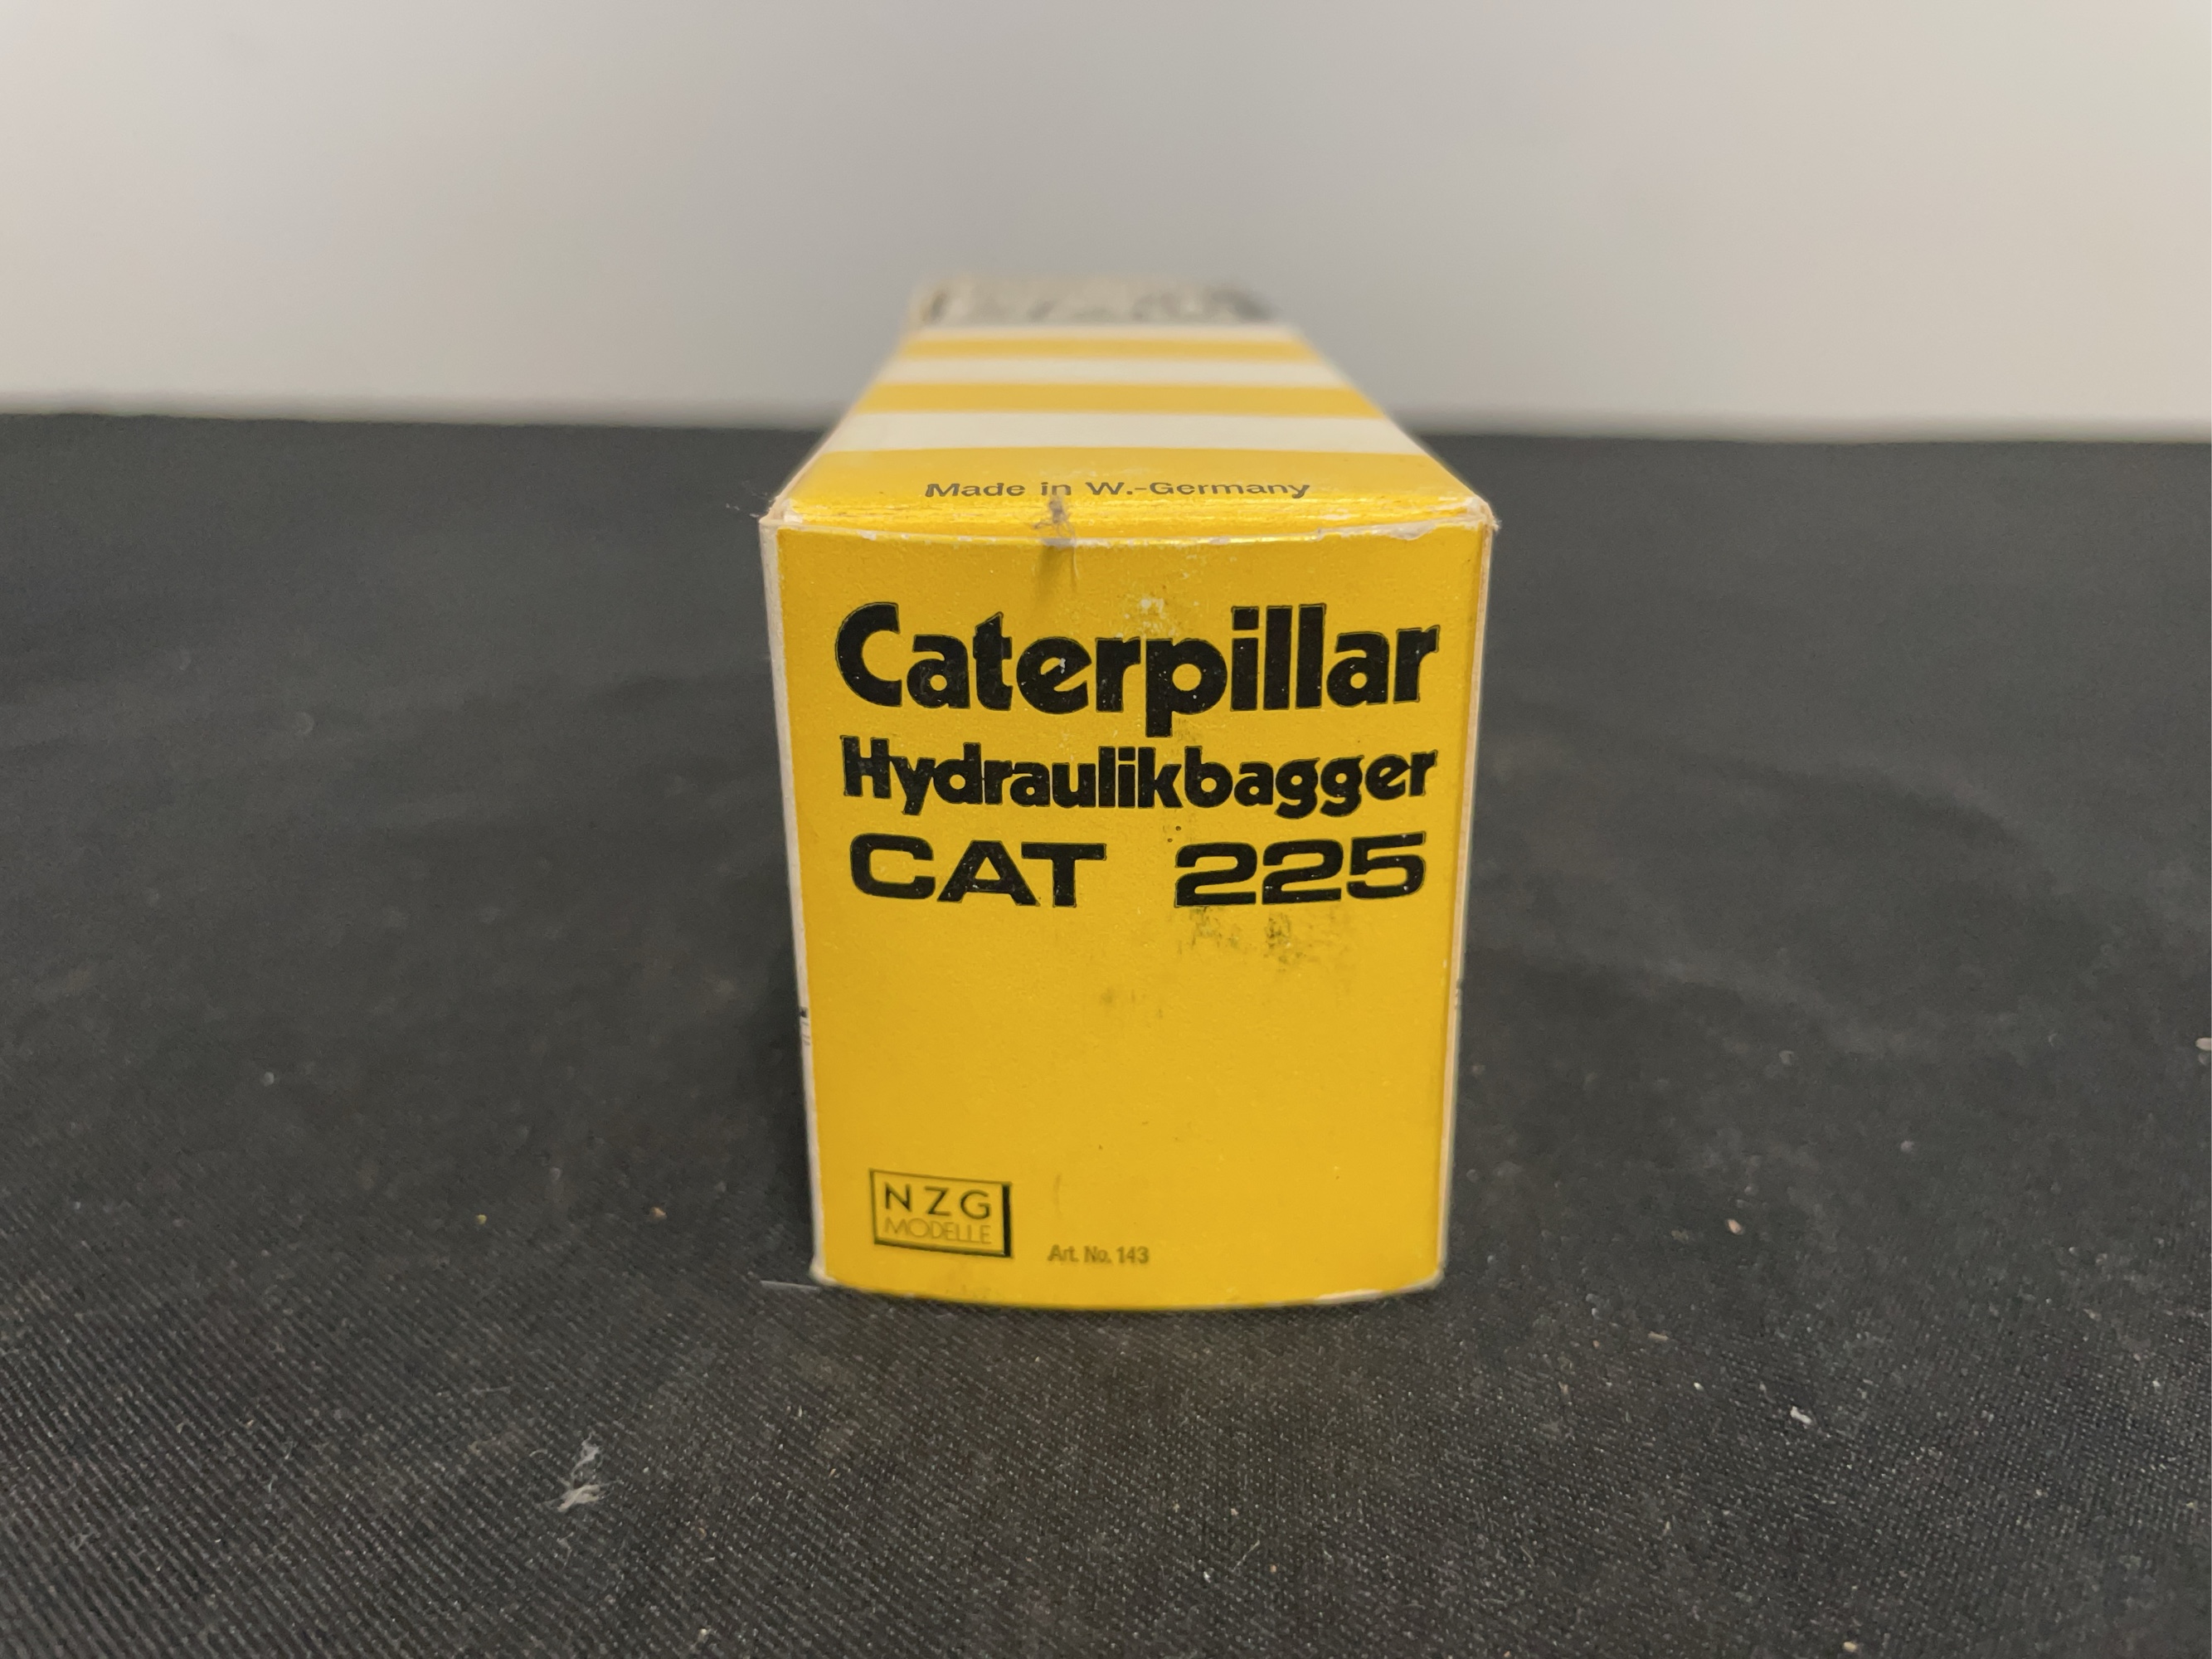 Made in W.-Germany
Caterpillar
Hydraulikbagger
CAT 225
NZG
MODELLE
Art. No. 143